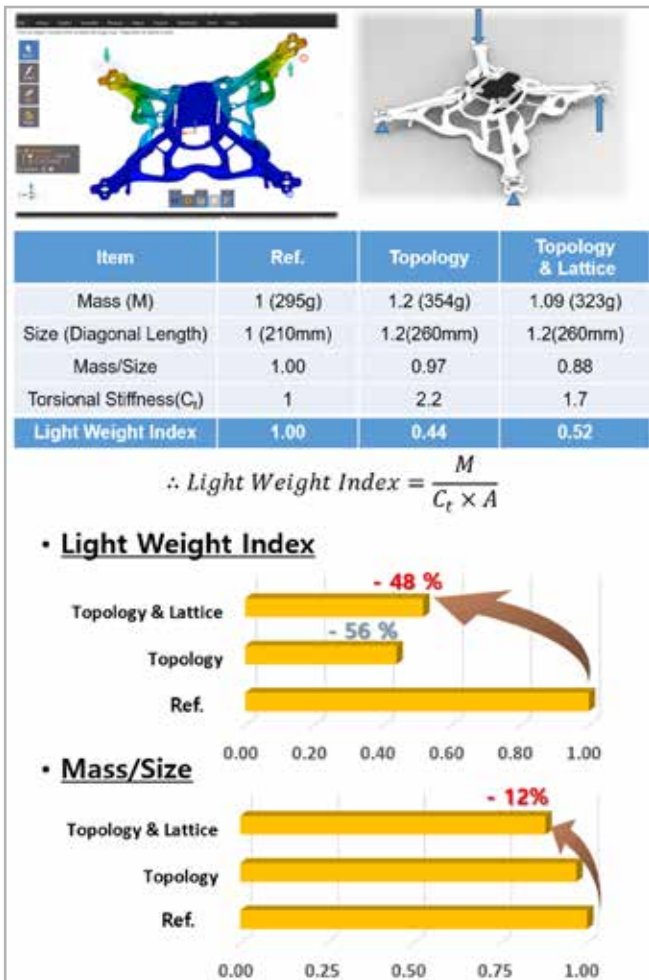 Item Ref. Topology Topology & Lattice
Mass (M) 1 (295g) 1.2 (354g) 1.09 (323g)
Size (Diagonal Length) 1 (210mm) 1.2(260mm) 1.2(260mm)
Mass/Size 1.00 0.97 0.88
Torsional Stiffness(Ct) 1 2.2 1.7
Light Weight Index 1.00 0.44 0.52
∴ Light Weight Index = M / (Ct × A)
• Light Weight Index
- 48 %
Topology & Lattice
- 56 %
Topology
Ref.
0.00 0.20 0.40 0.60 0.80 1.00
• Mass/Size
- 12%
Topology & Lattice
Topology
Ref.
0.00 0.25 0.50 0.75 1.00